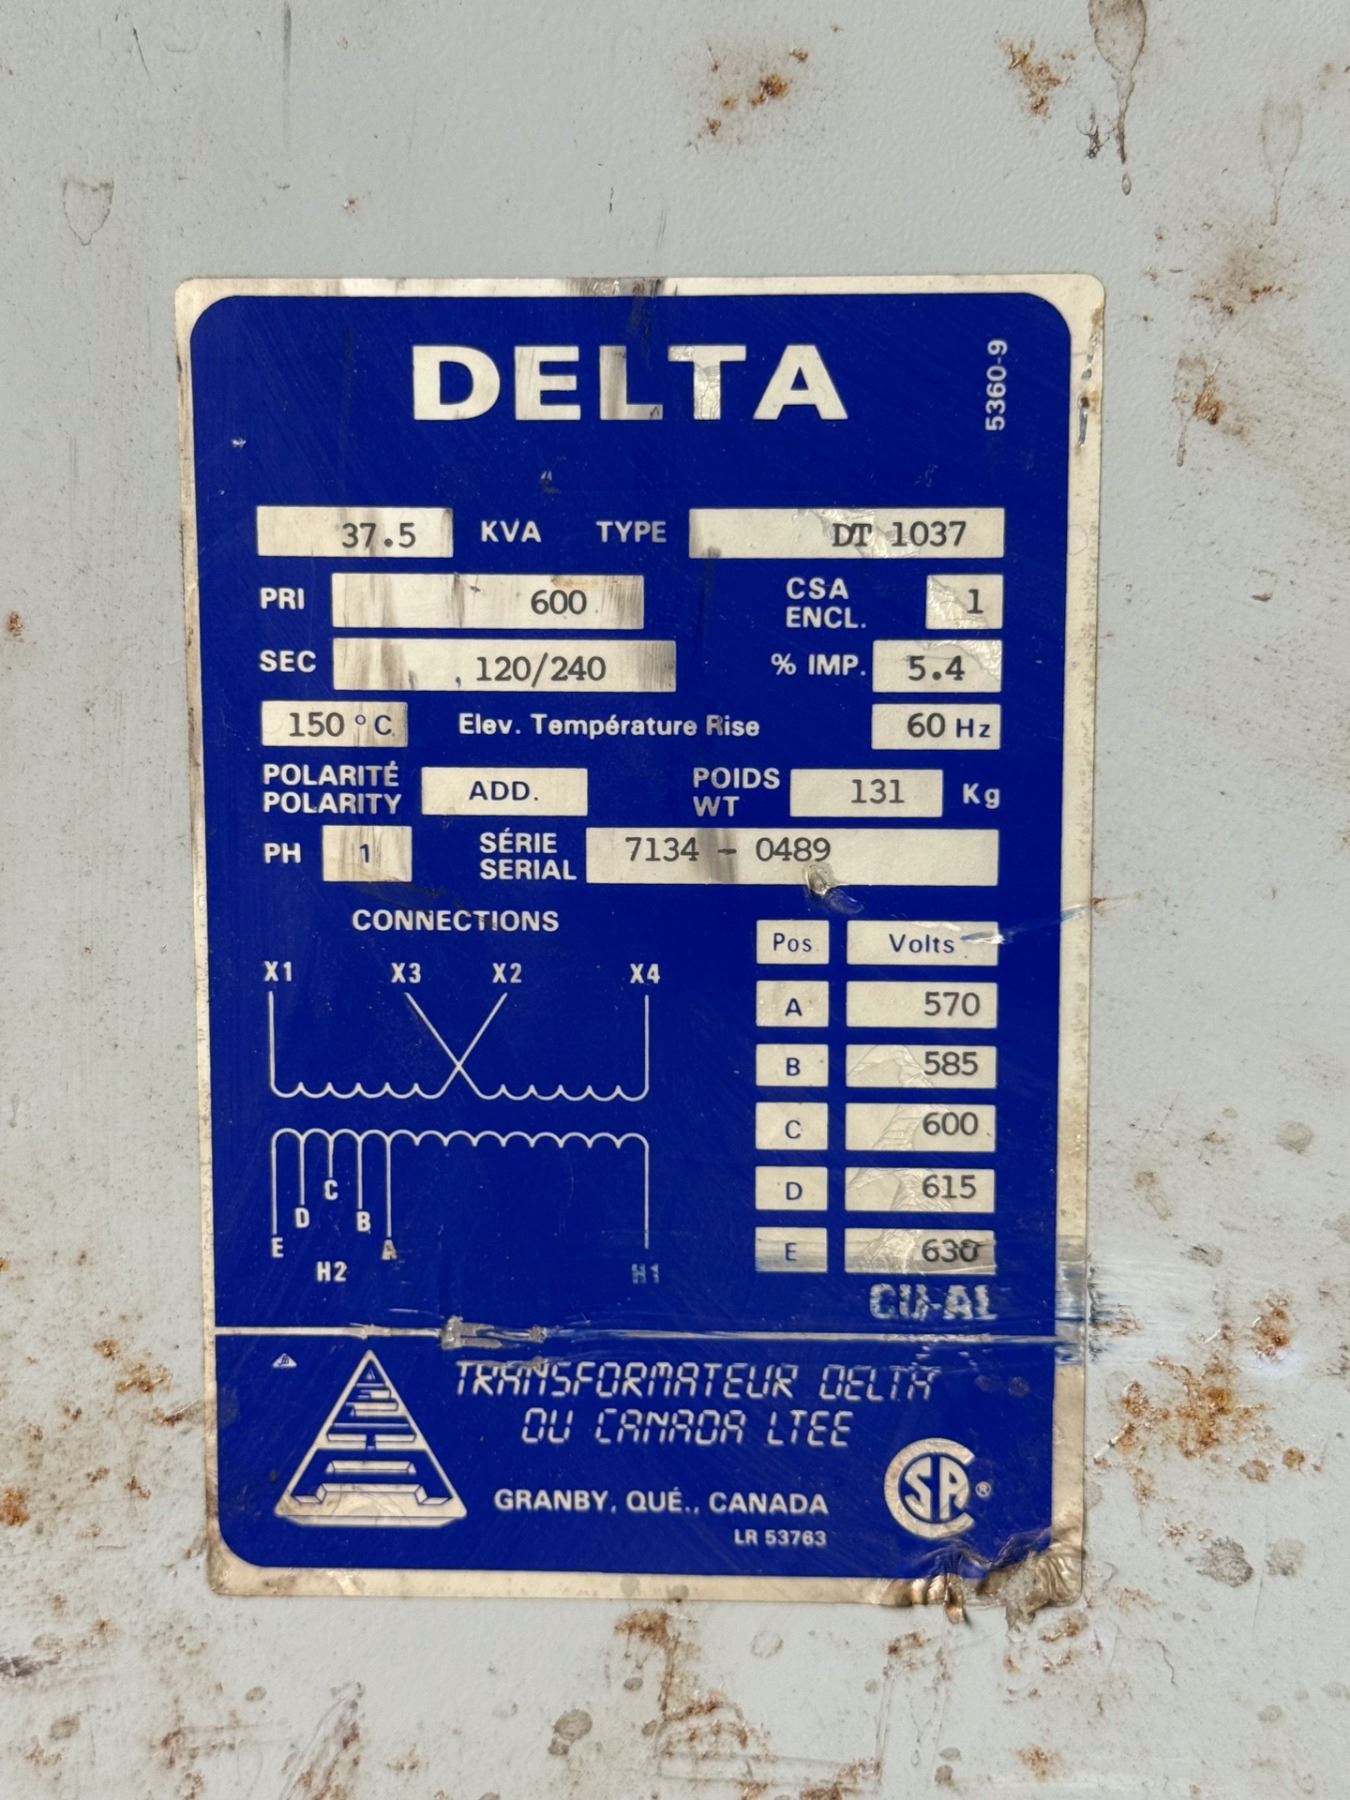 DELTA
5360-9
37.5 KVA TYPE DT 1037
PRI 600 CSA ENCL. 1
SEC 120/240 % IMP. 5.4
150 °C Elev. Température Rise 60 Hz
POLARITÉ POLARITY ADD. POIDS WT 131 Kg
PH 1 SÉRIE SERIAL 7134 - 0489
CONNECTIONS
X1 X3 X2 X4
C
D B
E A
H2 H1
Pos Volts
A 570
B 585
C 600
D 615
E 630
CU-AL
TRANSFORMATEUR DELTA
DU CANADA LTEE
GRANBY, QUÉ., CANADA
LR 53763
CSA ®